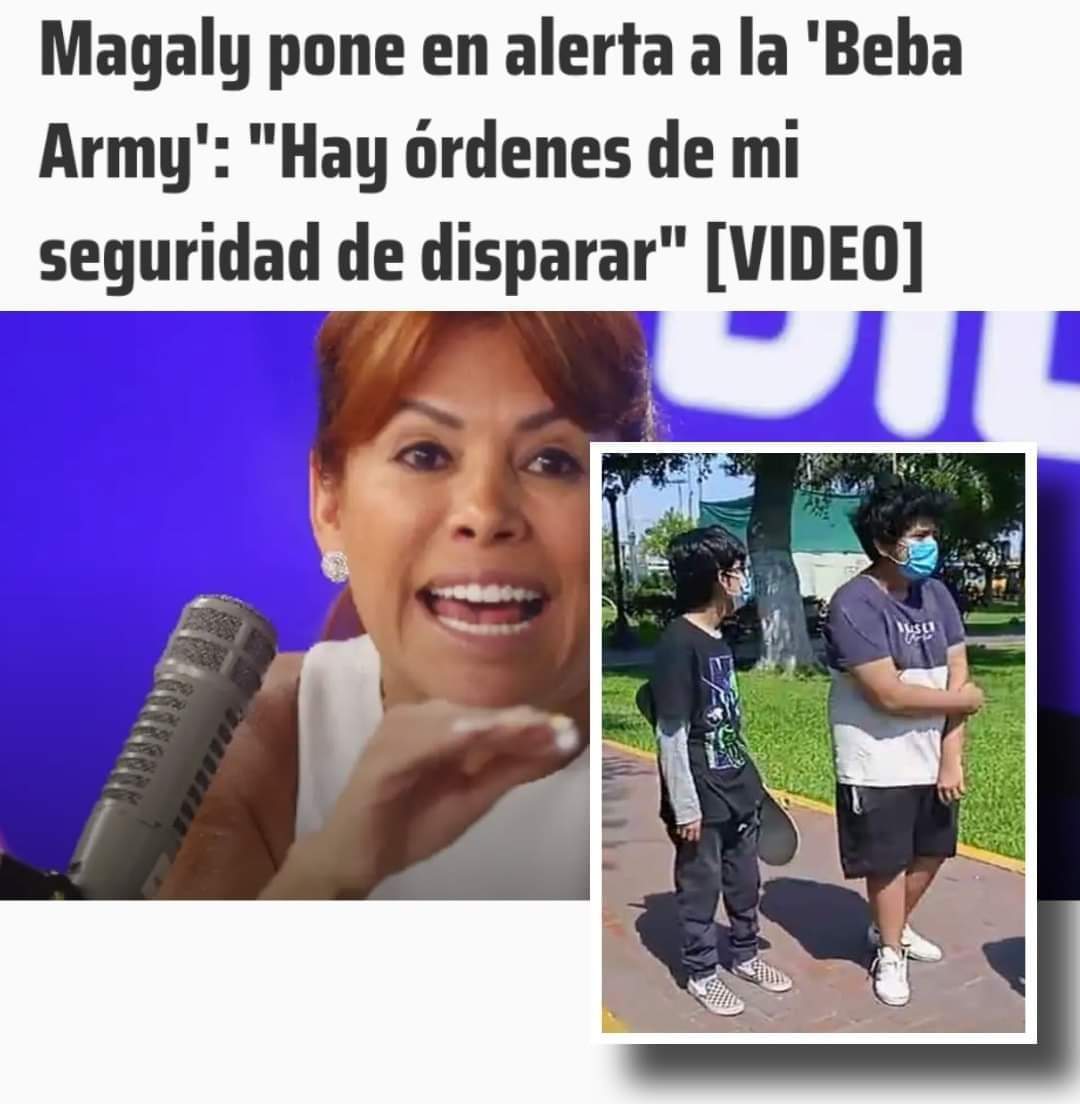 Magaly pone en alerta a la 'Beba
Army': "Hay órdenes de mi
seguridad de disparar" [VIDEO]